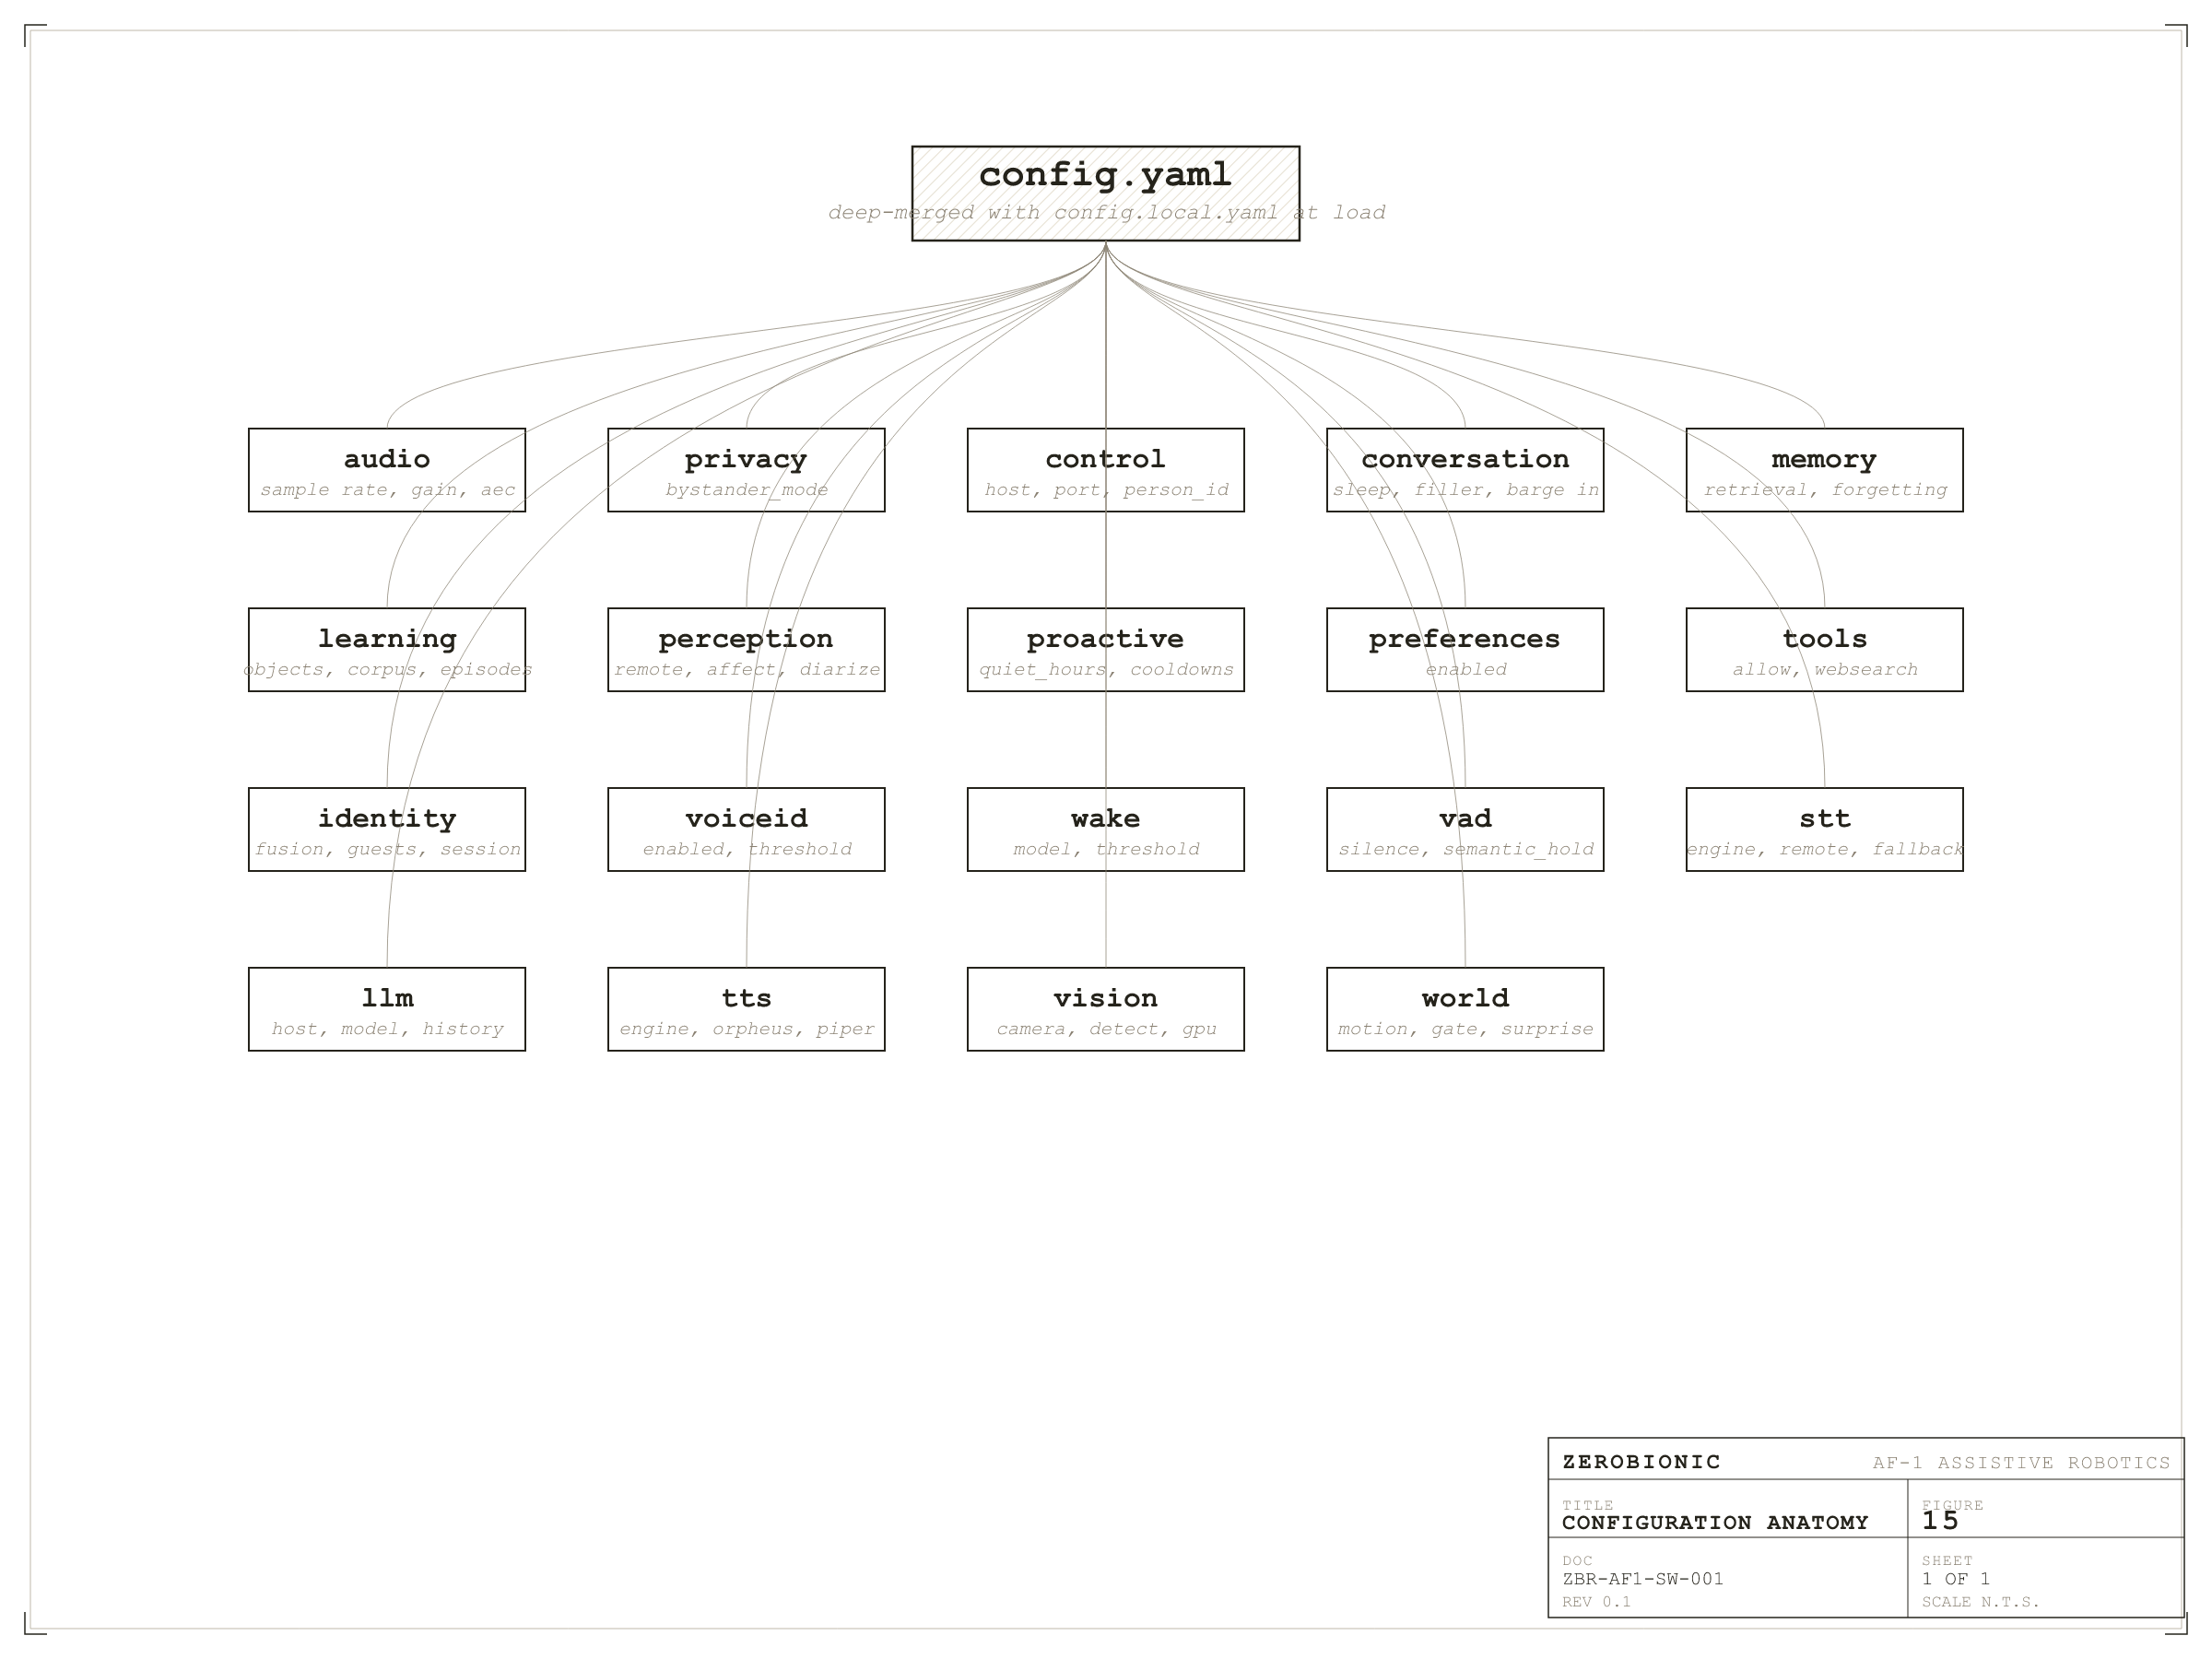 config.yaml
deep-merged with config.local.yaml at load
audio
sample rate, gain, aec
privacy
bystander_mode
control
host, port, person_id
conversation
sleep, filler, barge in
memory
retrieval, forgetting
learning
objects, corpus, episodes
perception
remote, affect, diarize
proactive
quiet_hours, cooldowns
preferences
enabled
tools
allow, websearch
identity
fusion, guests, session
voiceid
enabled, threshold
wake
model, threshold
vad
silence, semantic_hold
stt
engine, remote, fallback
llm
host, model, history
tts
engine, orpheus, piper
vision
camera, detect, gpu
world
motion, gate, surprise
ZEROBIONIC
AF-1 ASSISTIVE ROBOTICS
TITLE
CONFIGURATION ANATOMY
FIGURE
15
DOC
ZBR-AF1-SW-001
REV 0.1
SHEET
1 OF 1
SCALE N.T.S.